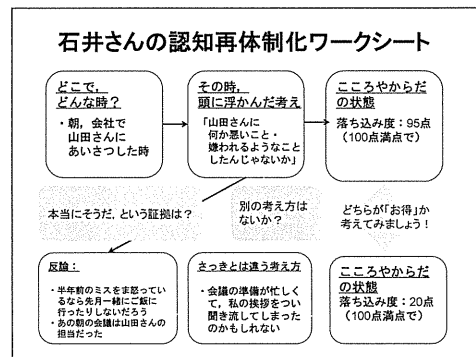 石井さんの認知再体制化ワークシート
どこで,
どんな時？
・朝，会社で
山田さんに
あいさつした時
その時,
頭に浮かんだ考え
「山田さんに
何か悪いこと・
嫌われるようなこと
したんじゃないか」
こころやからだ
の状態
落ち込み度：95点
（100点満点で）
本当にそうだ，という証拠は？
別の考え方は
ないか？
どちらが「お得」か
考えてみましょう！
反論：
・半年前のミスをま怒ってい
るなら先月一緒にご飯に
行ったりしないだろう
・あの朝の会議は山田さんの
担当だった
さっきとは違う考え方
・会議の準備が忙しく
て，私の挨拶をつい
聞き流してしまった
のかもしれない
こころやからだ
の状態
落ち込み度：20点
（100点満点で）